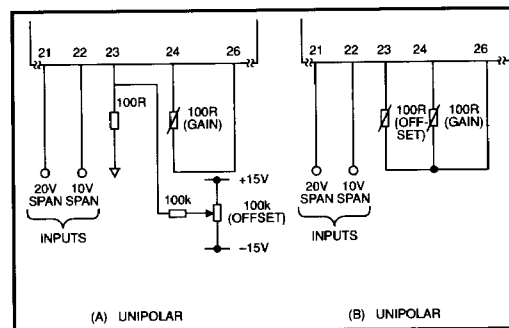 21 22 23 24 26
100R
100R
(GAIN)
+15V
100k
100k
(OFFSET)
−15V
20V
SPAN
10V
SPAN
INPUTS
(A) UNIPOLAR
21 22 23 24 26
100R
(OFF-
SET)
100R
(GAIN)
20V
SPAN
10V
SPAN
INPUTS
(B) UNIPOLAR